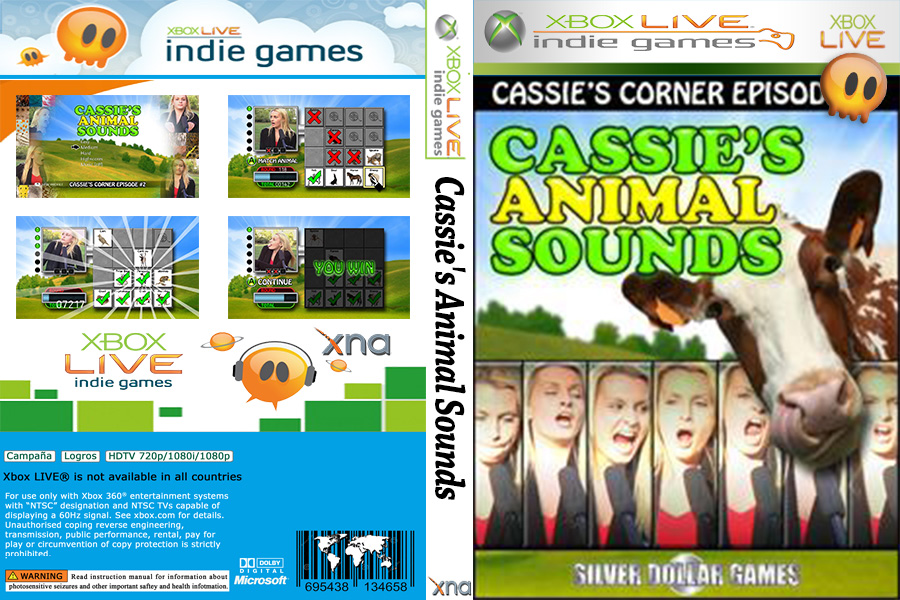 XBOX LIVE
indie games
CASSIE'S
ANIMAL
SOUNDS
Medium
Hard
CASSIE'S CORNER EPISODE #2
A MATCH ANIMAL
07217
YOU WIN
A CONTINUE
XBOX
LIVE
indie games
xna
Campaña
Logros
HDTV 720p/1080i/1080p
Xbox LIVE® is not available in all countries
For use only with Xbox 360® entertainment systems
with “NTSC” designation and NTSC TVs capable of
displaying a 60Hz signal. See xbox.com for details.
Unauthorised coping reverse engineering,
transmission, public performance, rental, pay for
play or circumvention of copy protection is strictly
prohibited.
WARNING Read instruction manual for information about
photosensitive seizures and other important saftey and health infotmation.
DOLBY
DIGITAL
Microsoft
695438 134658
XBOX LIVE
indie games
Cassie's Animal Sounds
xna
XBOX LIVE
indie games
XBOX
LIVE
CASSIE'S CORNER EPISOD
CASSIE'S
ANIMAL
SOUNDS
SILVER DOLLAR GAMES